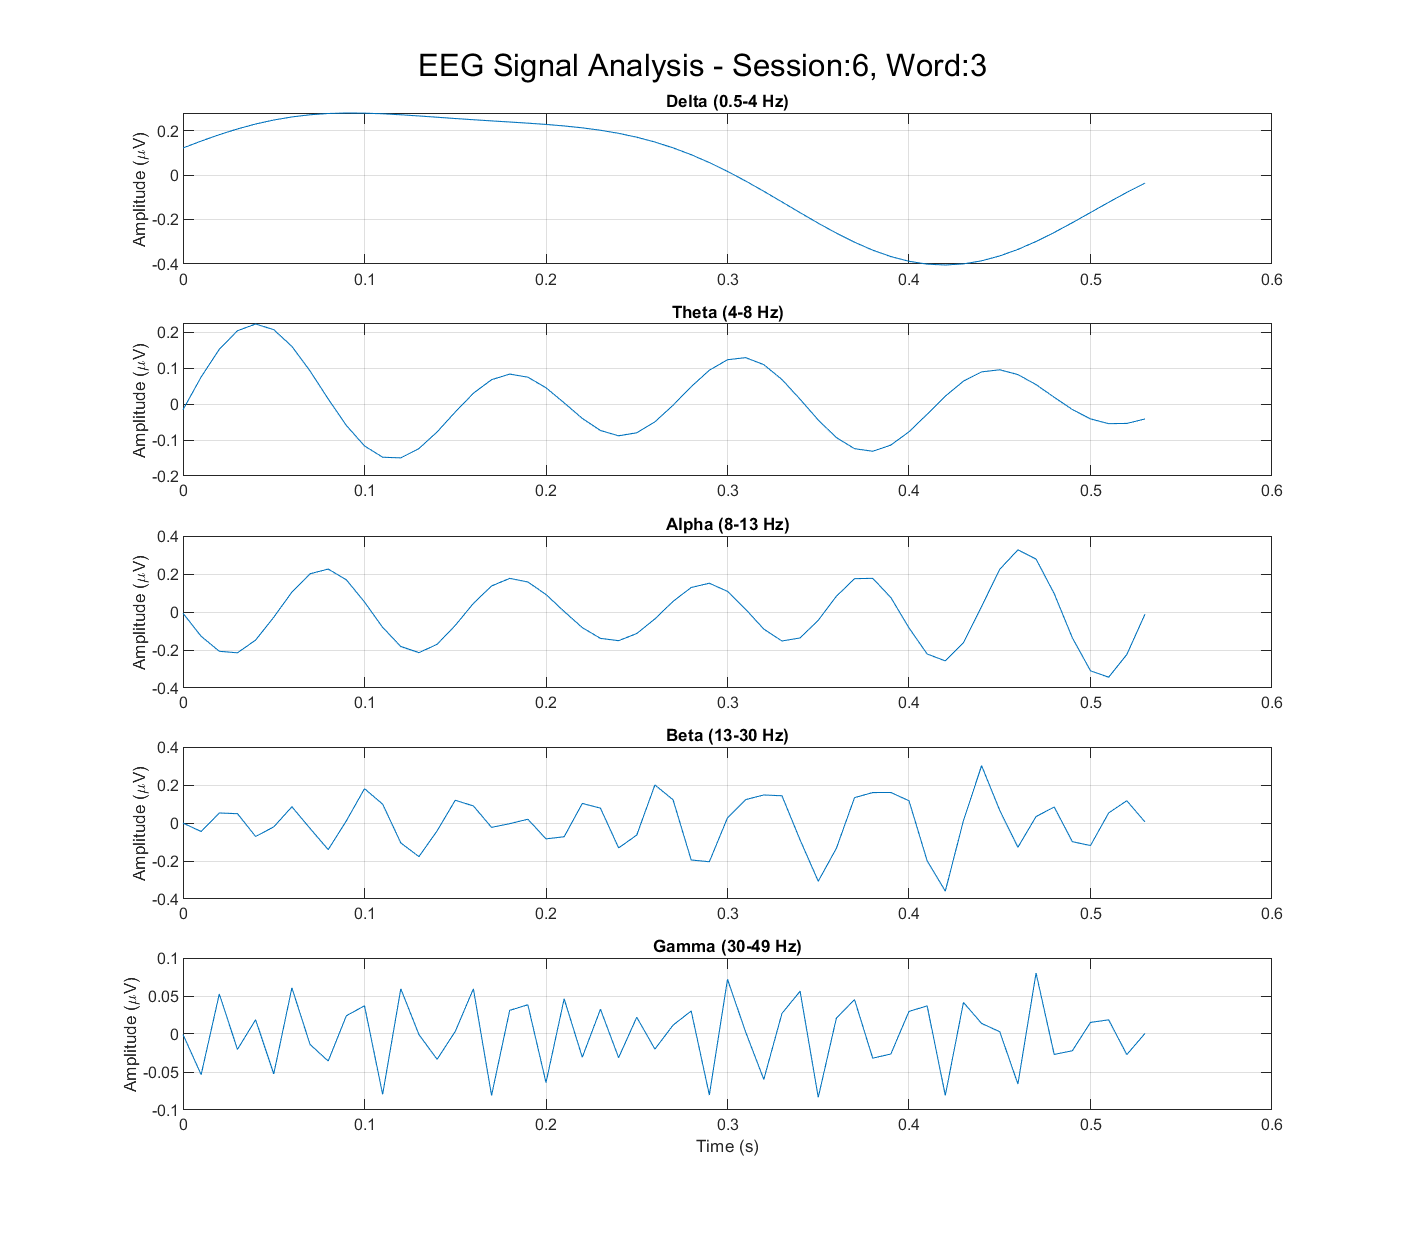 EEG Signal Analysis - Session:6, Word:3
Delta (0.5-4 Hz)
Amplitude (μV)
0.2
0
-0.2
-0.4
0 0.1 0.2 0.3 0.4 0.5 0.6
Theta (4-8 Hz)
Amplitude (μV)
0.2
0.1
0
-0.1
-0.2
0 0.1 0.2 0.3 0.4 0.5 0.6
Alpha (8-13 Hz)
Amplitude (μV)
0.4
0.2
0
-0.2
-0.4
0 0.1 0.2 0.3 0.4 0.5 0.6
Beta (13-30 Hz)
Amplitude (μV)
0.4
0.2
0
-0.2
-0.4
0 0.1 0.2 0.3 0.4 0.5 0.6
Gamma (30-49 Hz)
Amplitude (μV)
0.1
0.05
0
-0.05
-0.1
0 0.1 0.2 0.3 0.4 0.5 0.6
Time (s)